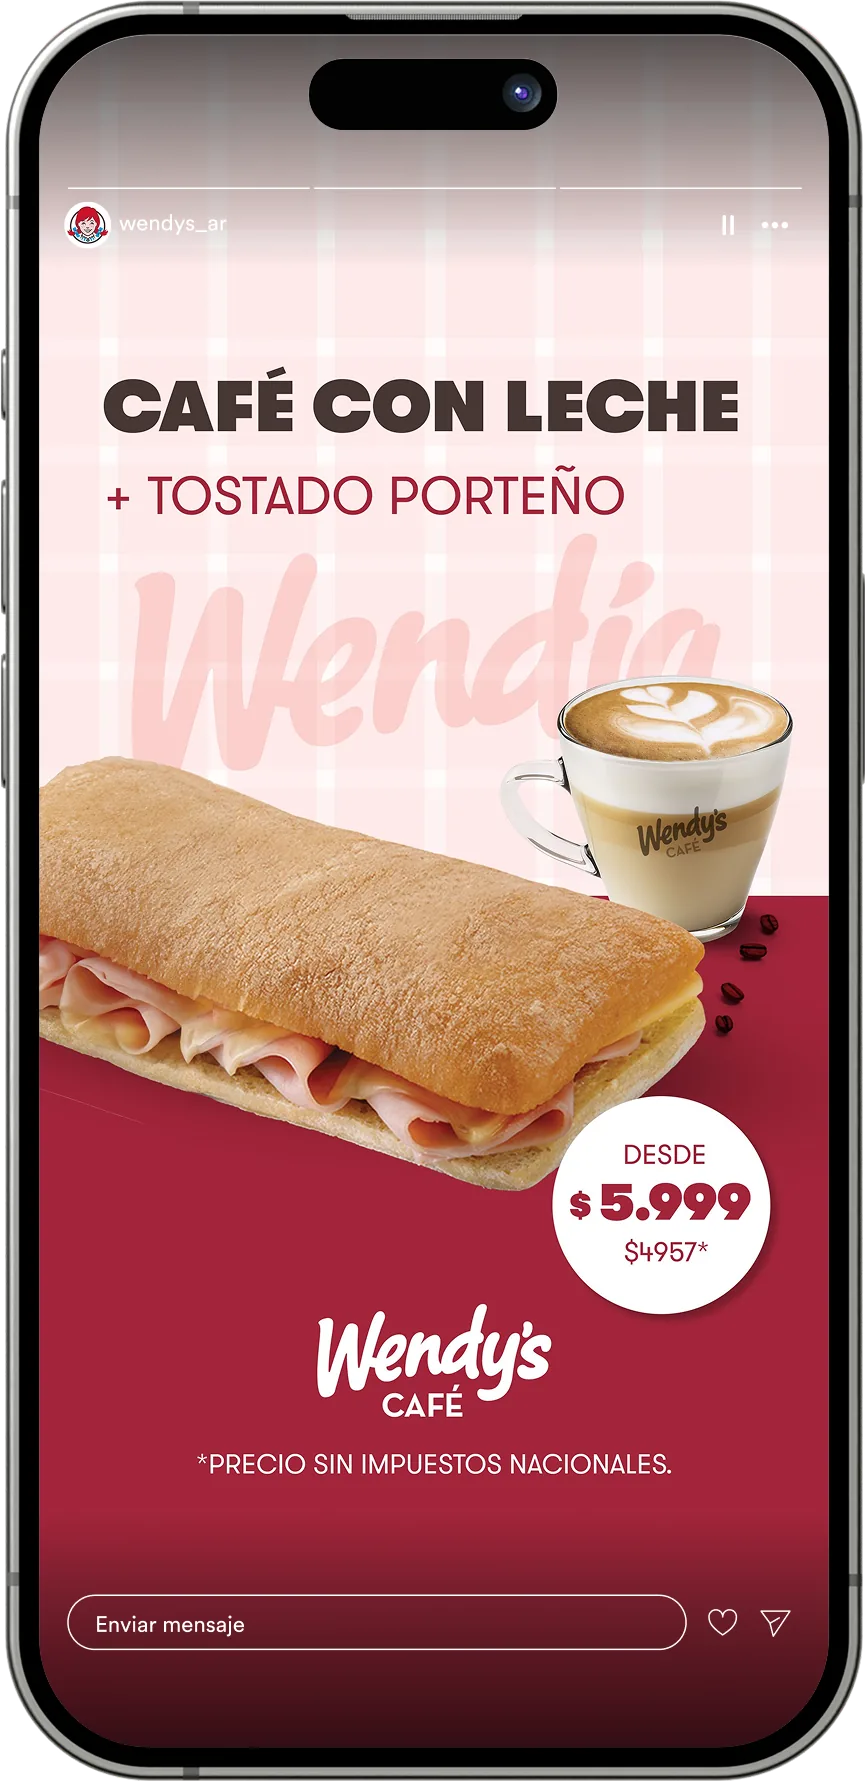 wendys_ar
CAFÉ CON LECHE
+ TOSTADO PORTEÑO
Wendía
Wendy's
CAFÉ
DESDE
$5.999
$4957*
Wendy's
CAFÉ
*PRECIO SIN IMPUESTOS NACIONALES.
Enviar mensaje